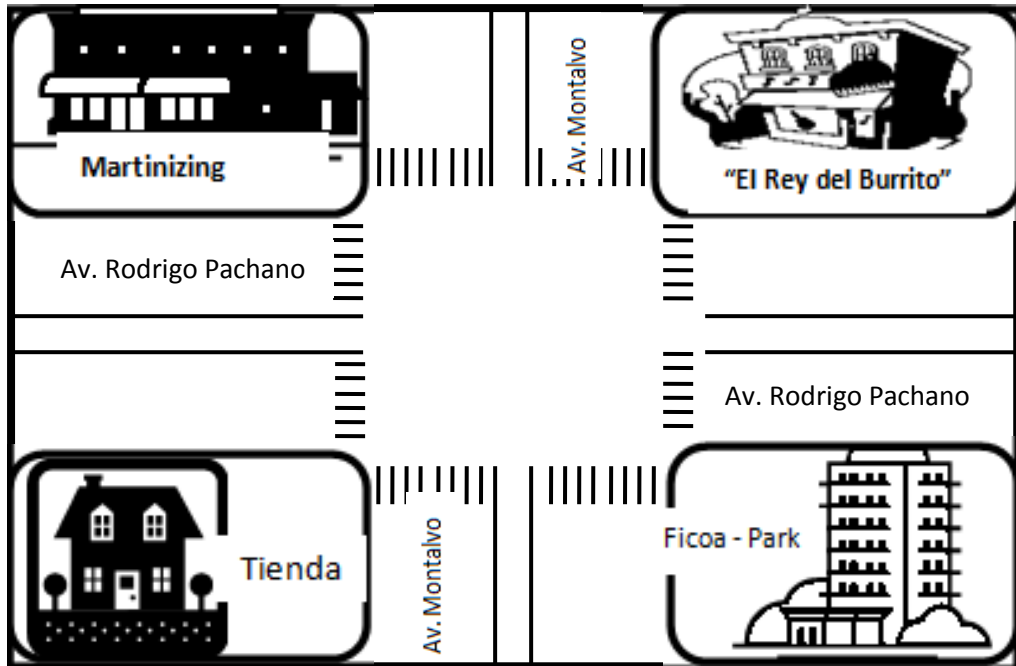 Av. Montalvo
Martinizing
“El Rey del Burrito”
Av. Rodrigo Pachano
Av. Rodrigo Pachano
Ficoa - Park
Tienda
Av. Montalvo